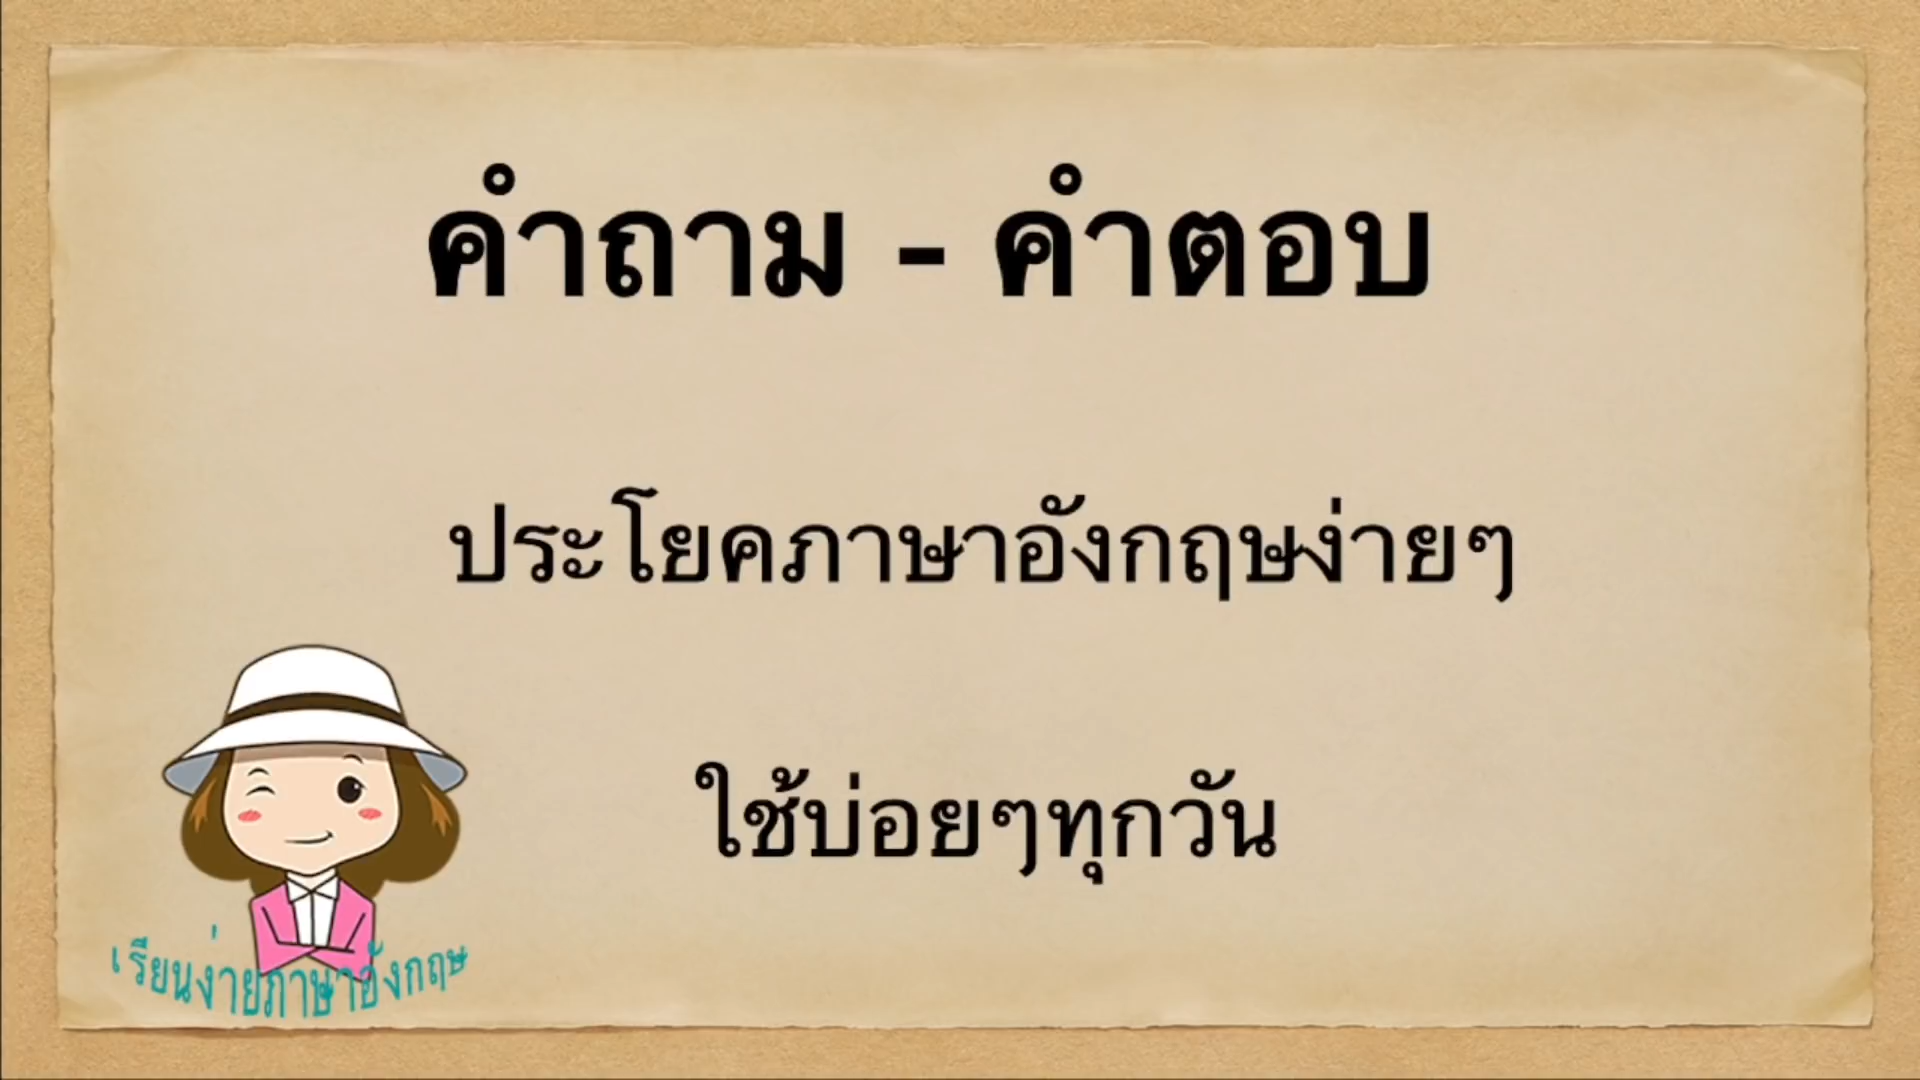 คำถาม - คำตอบ
ประโยคภาษาอังกฤษง่ายๆ
ใช้บ่อยๆทุกวัน
เรียนง่ายภาษาอังกฤษ